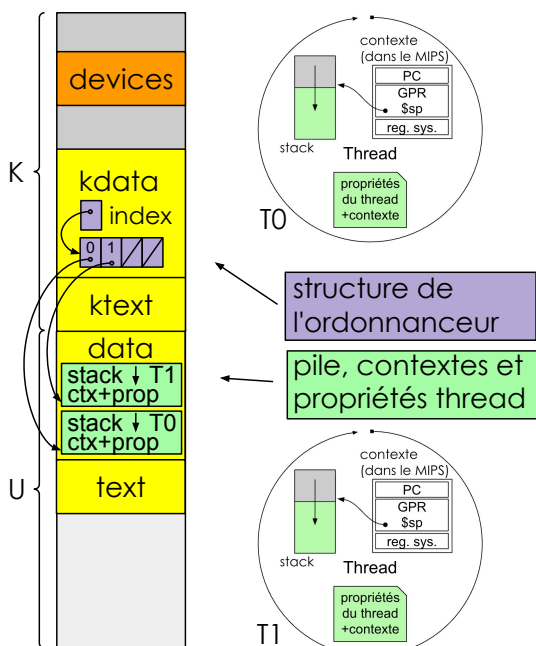 devices
K
kdata
index
0 1
ktext
data
stack T1
ctx+prop
stack T0
ctx+prop
U
text
contexte
(dans le MIPS)
PC
GPR
$sp
reg. sys.
stack
Thread
propriétés
du thread
+contexte
T0
structure de
l'ordonnanceur
pile, contextes et
propriétés thread
contexte
(dans le MIPS)
PC
GPR
$sp
reg. sys.
stack
Thread
propriétés
du thread
+contexte
T1